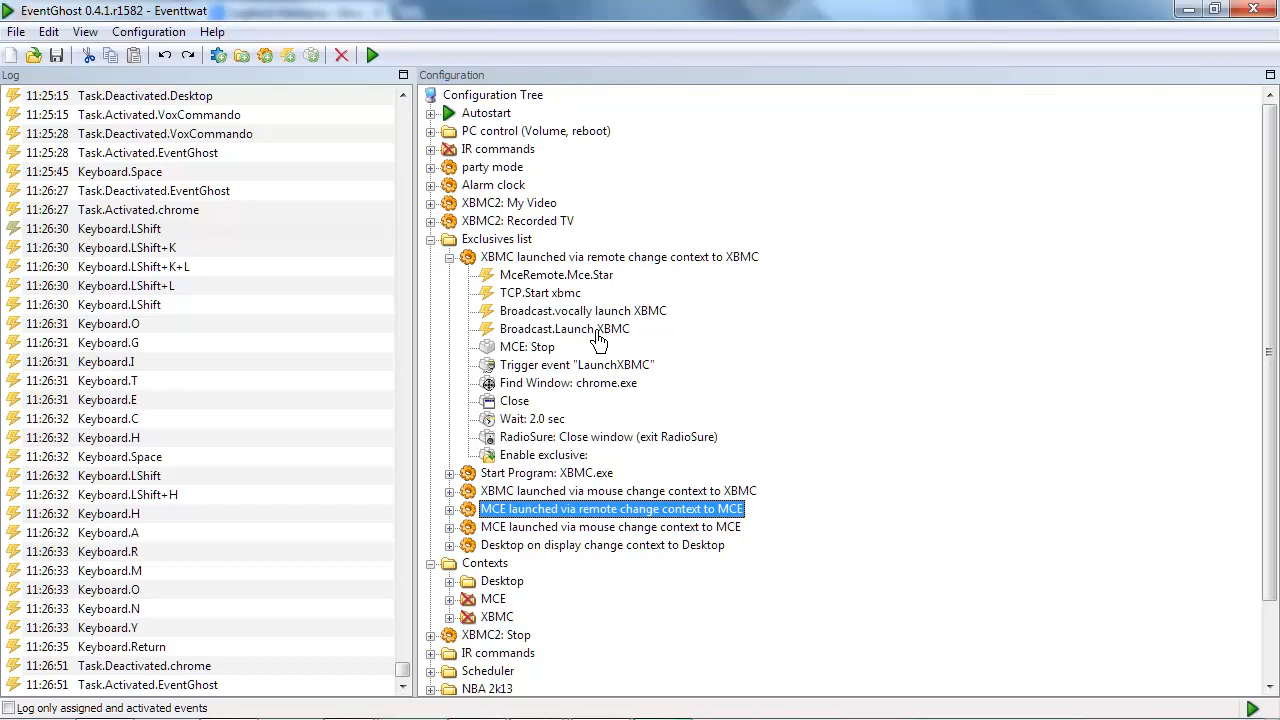 EventGhost 0.4.1.r1582 - Eventtwat
File Edit View Configuration Help
Log
11:25:15 Task.Deactivated.Desktop
11:25:15 Task.Activated.VoxCommando
11:25:28 Task.Deactivated.VoxCommando
11:25:28 Task.Activated.EventGhost
11:25:45 Keyboard.Space
11:26:27 Task.Deactivated.EventGhost
11:26:27 Task.Activated.chrome
11:26:30 Keyboard.LShift
11:26:30 Keyboard.LShift+K
11:26:30 Keyboard.LShift+K+L
11:26:30 Keyboard.LShift+L
11:26:30 Keyboard.LShift
11:26:31 Keyboard.O
11:26:31 Keyboard.G
11:26:31 Keyboard.I
11:26:31 Keyboard.T
11:26:31 Keyboard.E
11:26:32 Keyboard.C
11:26:32 Keyboard.H
11:26:32 Keyboard.Space
11:26:32 Keyboard.LShift
11:26:32 Keyboard.LShift+H
11:26:32 Keyboard.H
11:26:32 Keyboard.A
11:26:33 Keyboard.R
11:26:33 Keyboard.M
11:26:33 Keyboard.O
11:26:33 Keyboard.N
11:26:33 Keyboard.Y
11:26:35 Keyboard.Return
11:26:51 Task.Deactivated.chrome
11:26:51 Task.Activated.EventGhost
Log only assigned and activated events
Configuration
Configuration Tree
Autostart
PC control (Volume, reboot)
IR commands
party mode
Alarm clock
XBMC2: My Video
XBMC2: Recorded TV
Exclusives list
XBMC launched via remote change context to XBMC
MceRemote.Mce.Star
TCP.Start xbmc
Broadcast.vocally launch XBMC
Broadcast.Launch XBMC
MCE: Stop
Trigger event "LaunchXBMC"
Find Window: chrome.exe
Close
Wait: 2.0 sec
RadioSure: Close window (exit RadioSure)
Enable exclusive:
Start Program: XBMC.exe
XBMC launched via mouse change context to XBMC
MCE launched via remote change context to MCE
MCE launched via mouse change context to MCE
Desktop on display change context to Desktop
Contexts
Desktop
MCE
XBMC
XBMC2: Stop
IR commands
Scheduler
NBA 2k13